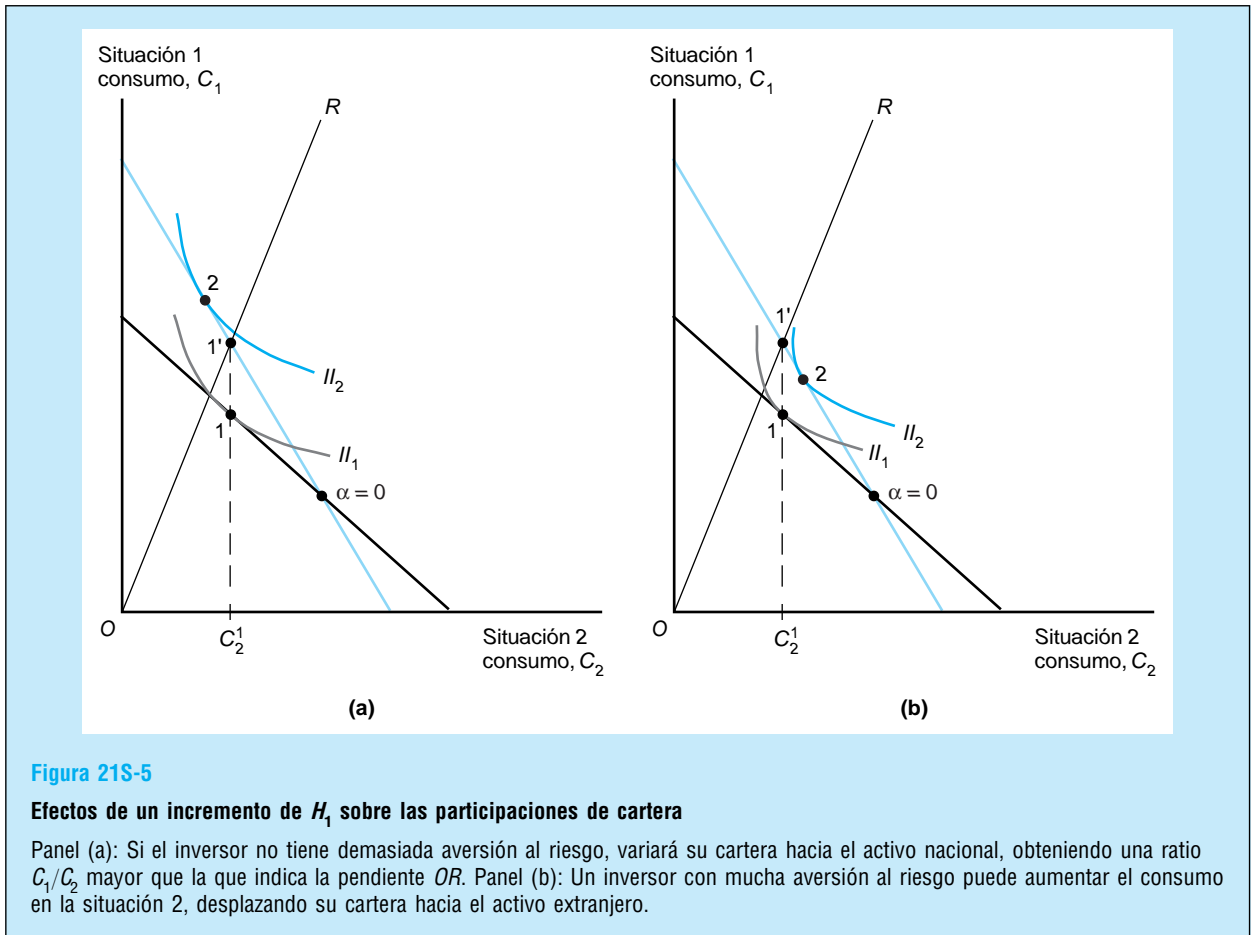 Situación 1
consumo, C₁
R
2
1'
II₂
1
II₁
α = 0
O
C₂¹
Situación 2
consumo, C₂
(a)
Situación 1
consumo, C₁
R
1'
2
II₂
1
II₁
α = 0
O
C₂¹
Situación 2
consumo, C₂
(b)
Figura 21S-5
Efectos de un incremento de H₁ sobre las participaciones de cartera
Panel (a): Si el inversor no tiene demasiada aversión al riesgo, variará su cartera hacia el activo nacional, obteniendo una ratio
C₁/C₂ mayor que la que indica la pendiente OR. Panel (b): Un inversor con mucha aversión al riesgo puede aumentar el consumo
en la situación 2, desplazando su cartera hacia el activo extranjero.